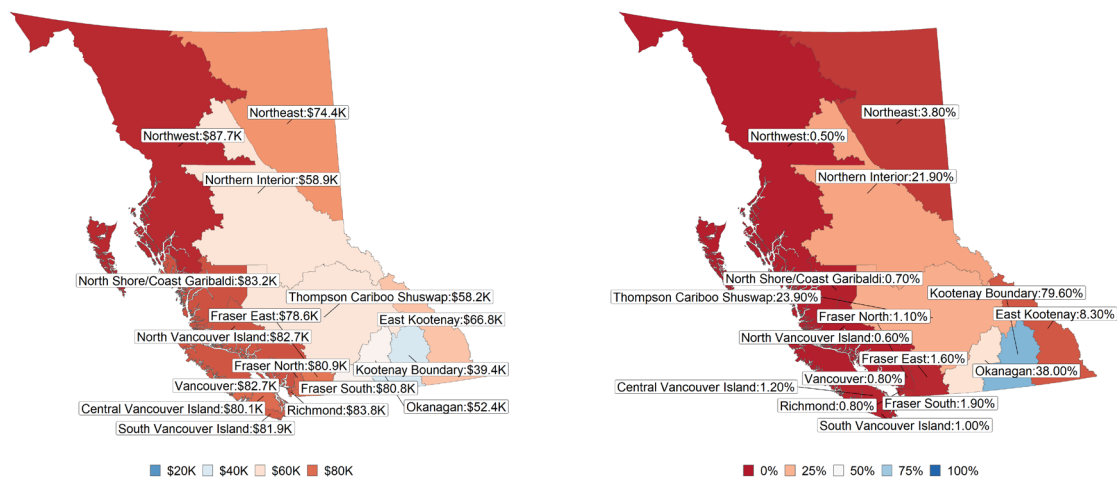 Northeast:$74.4K
Northwest:$87.7K
Northern Interior:$58.9K
North Shore/Coast Garibaldi:$83.2K
Thompson Cariboo Shuswap:$58.2K
Fraser East:$78.6K
East Kootenay:$66.8K
North Vancouver Island:$82.7K
Fraser North:$80.9K
Kootenay Boundary:$39.4K
Vancouver:$82.7K
Fraser South:$80.8K
Central Vancouver Island:$80.1K
Richmond:$83.8K
Okanagan:$52.4K
South Vancouver Island:$81.9K
$20K $40K $60K $80K
Northeast:3.80%
Northwest:0.50%
Northern Interior:21.90%
North Shore/Coast Garibaldi:0.70%
Kootenay Boundary:79.60%
Thompson Cariboo Shuswap:23.90%
Fraser North:1.10%
East Kootenay:8.30%
North Vancouver Island:0.60%
Fraser East:1.60%
Okanagan:38.00%
Vancouver:0.80%
Central Vancouver Island:1.20%
Richmond:0.80%
Fraser South:1.90%
South Vancouver Island:1.00%
0% 25% 50% 75% 100%